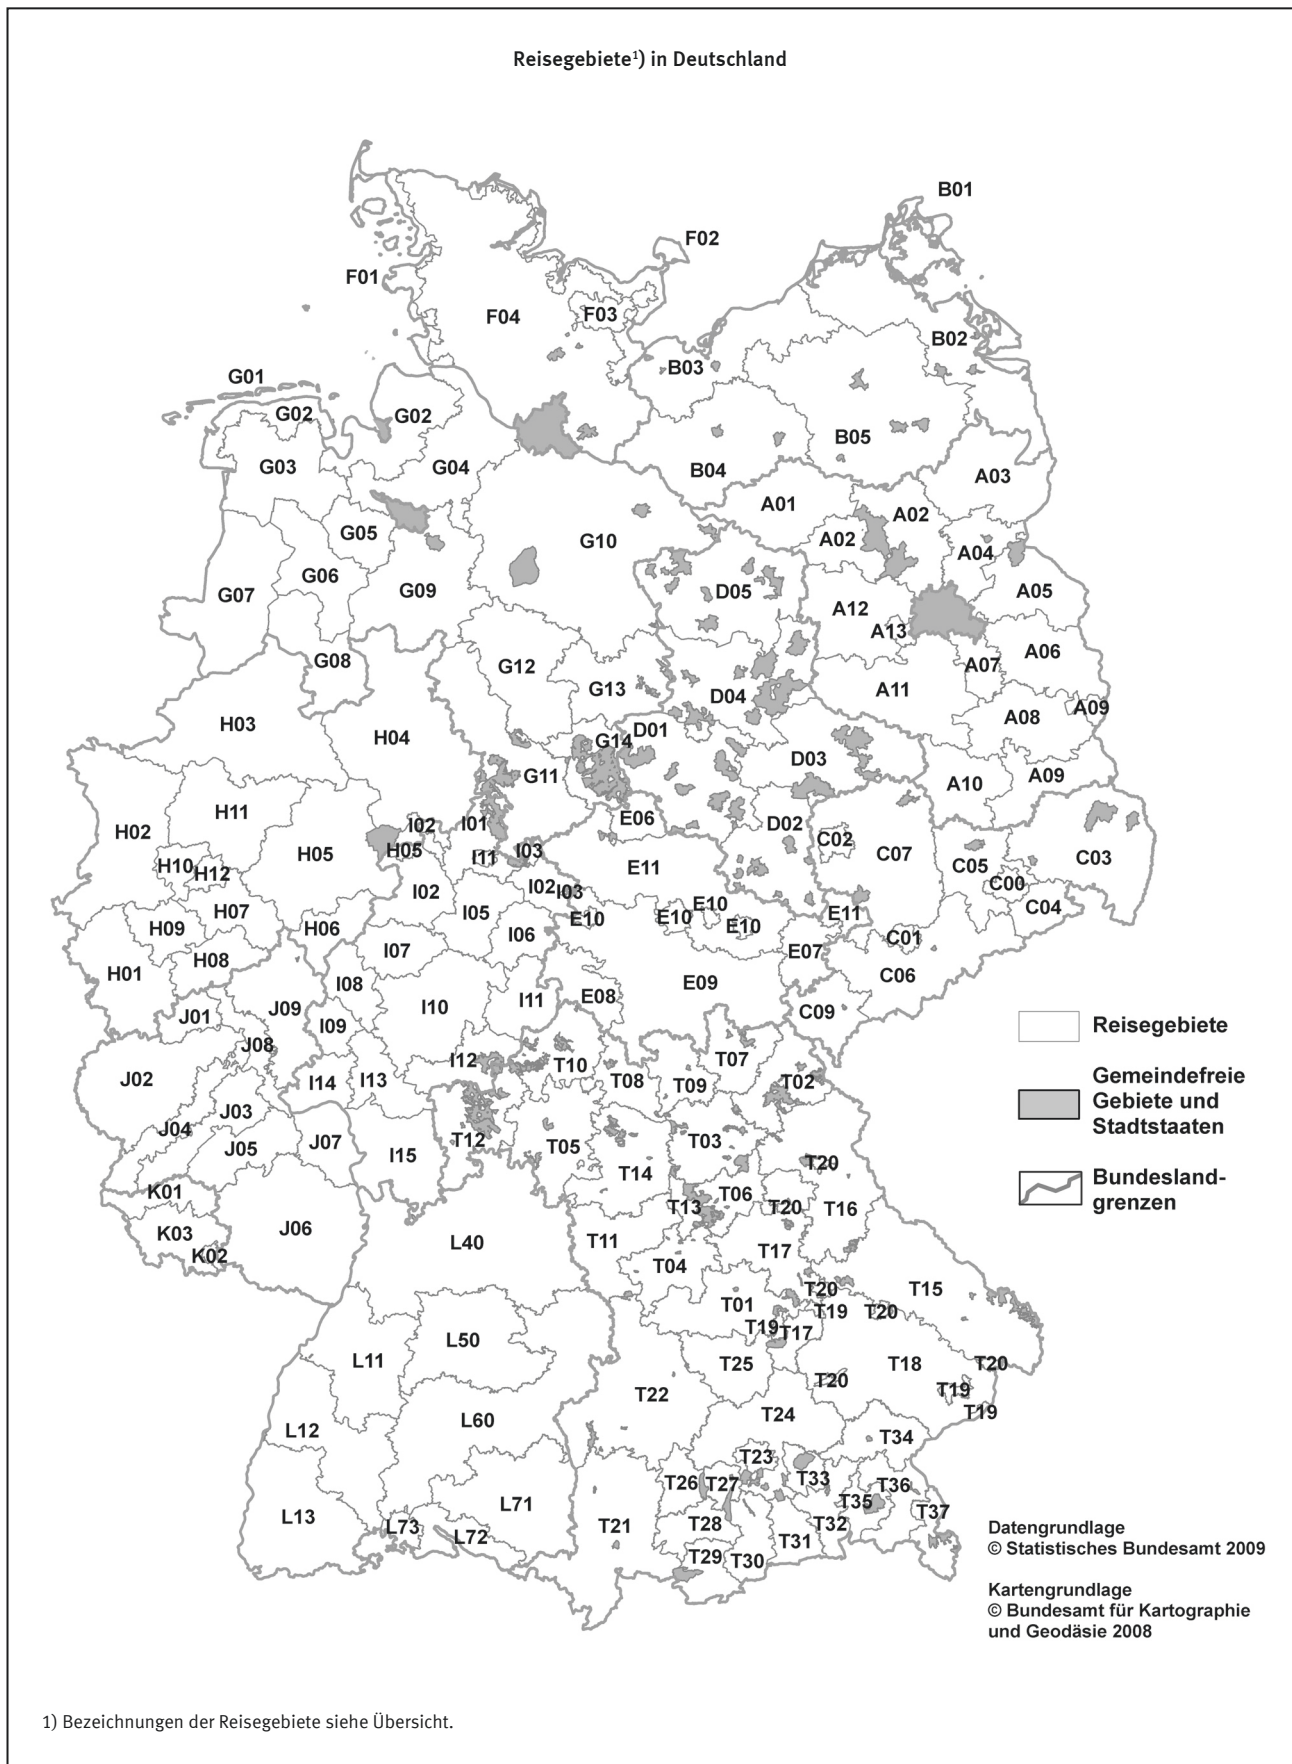 Reisegebiete¹) in Deutschland
B01
F02
F01
F04
F03
B02
B03
G01
G02
G02
B05
G03
G04
B04
A03
A01
A02
G05
G10
A02
A04
G06
G07
G09
D05
A05
A12
A13
G08
G12
A06
A07
G13
D04
A11
H03
A09
A08
H04
D01
G14
D03
G11
A09
A10
H11
E06
I01
I02
D02
H02
C02
H05
I03
H05
I11
C07
C03
H10
H12
E11
C05
C00
I02
I02
I03
H07
I05
E10
E10
E10
E10
E11
C04
H09
H06
I06
C01
I07
E07
H08
H01
C06
I08
E09
I11
E08
J09
I10
C09
J01
I09
Reisegebiete
J08
I12
T07
T10
J02
I14
I13
T08
T09
T02
Gemeindefreie
Gebiete und
Stadtstaaten
J03
J04
J05
J07
T12
T05
T03
I15
T20
T14
K01
T06
T13
T20
T16
Bundesland-
grenzen
K03
J06
K02
L40
T11
T17
T04
T20
T15
T01
T19
T20
T19
T17
L50
L11
T25
T18
T20
T20
T19
T22
T19
L12
L60
T24
T34
T23
T26
T27
T33
T36
L71
T35
L13
T37
L73
L72
T21
T28
T32
T31
T29
T30
Datengrundlage
© Statistisches Bundesamt 2009
Kartengrundlage
© Bundesamt für Kartographie
und Geodäsie 2008
1) Bezeichnungen der Reisegebiete siehe Übersicht.